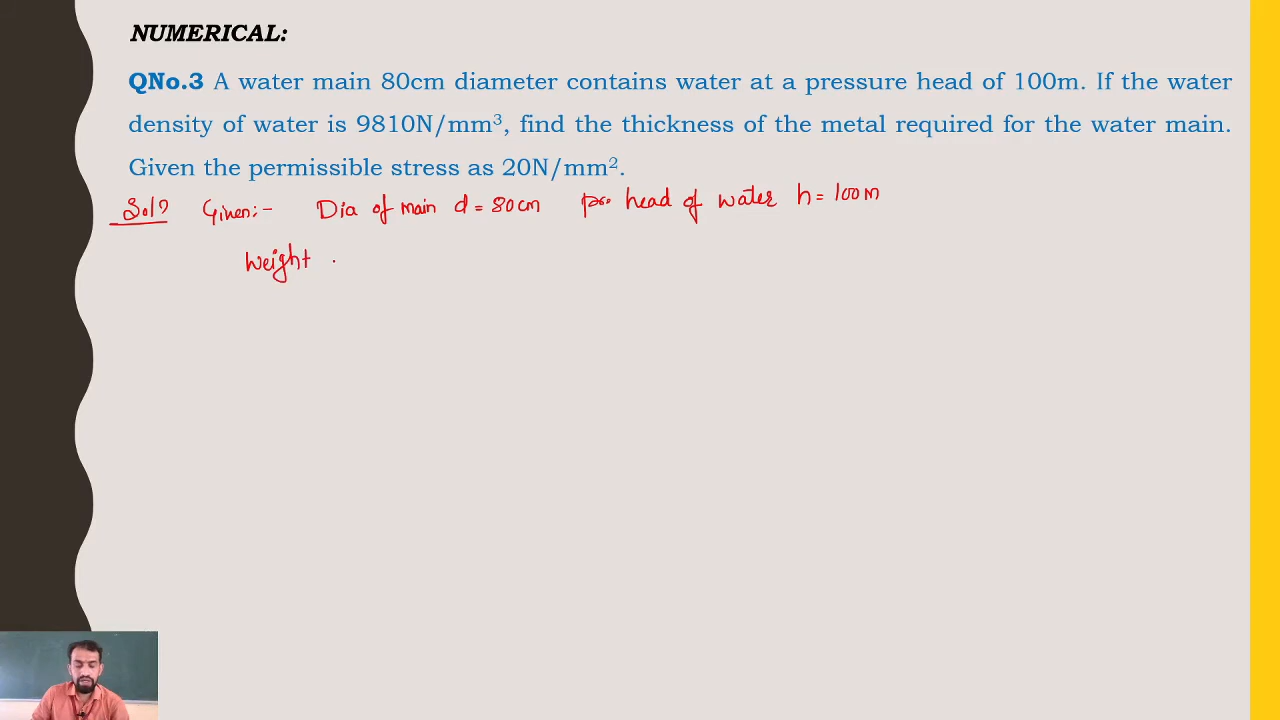 NUMERICAL:
QNo.3 A water main 80cm diameter contains water at a pressure head of 100m. If the water
density of water is 9810N/mm³, find the thickness of the metal required for the water main.
Given the permissible stress as 20N/mm².
Given:- Dia of main d = 80cm head of water h = 100m
Weight